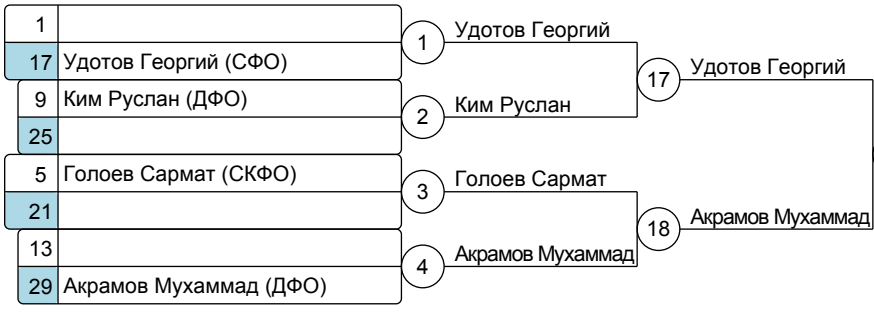 1
17 Удотов Георгий (СФО)
9 Ким Руслан (ДФО)
25
5 Голоев Сармат (СКФО)
21
13
29 Акрамов Мухаммад (ДФО)
1 Удотов Георгий
2 Ким Руслан
3 Голоев Сармат
4 Акрамов Мухаммад
17 Удотов Георгий
18 Акрамов Мухаммад